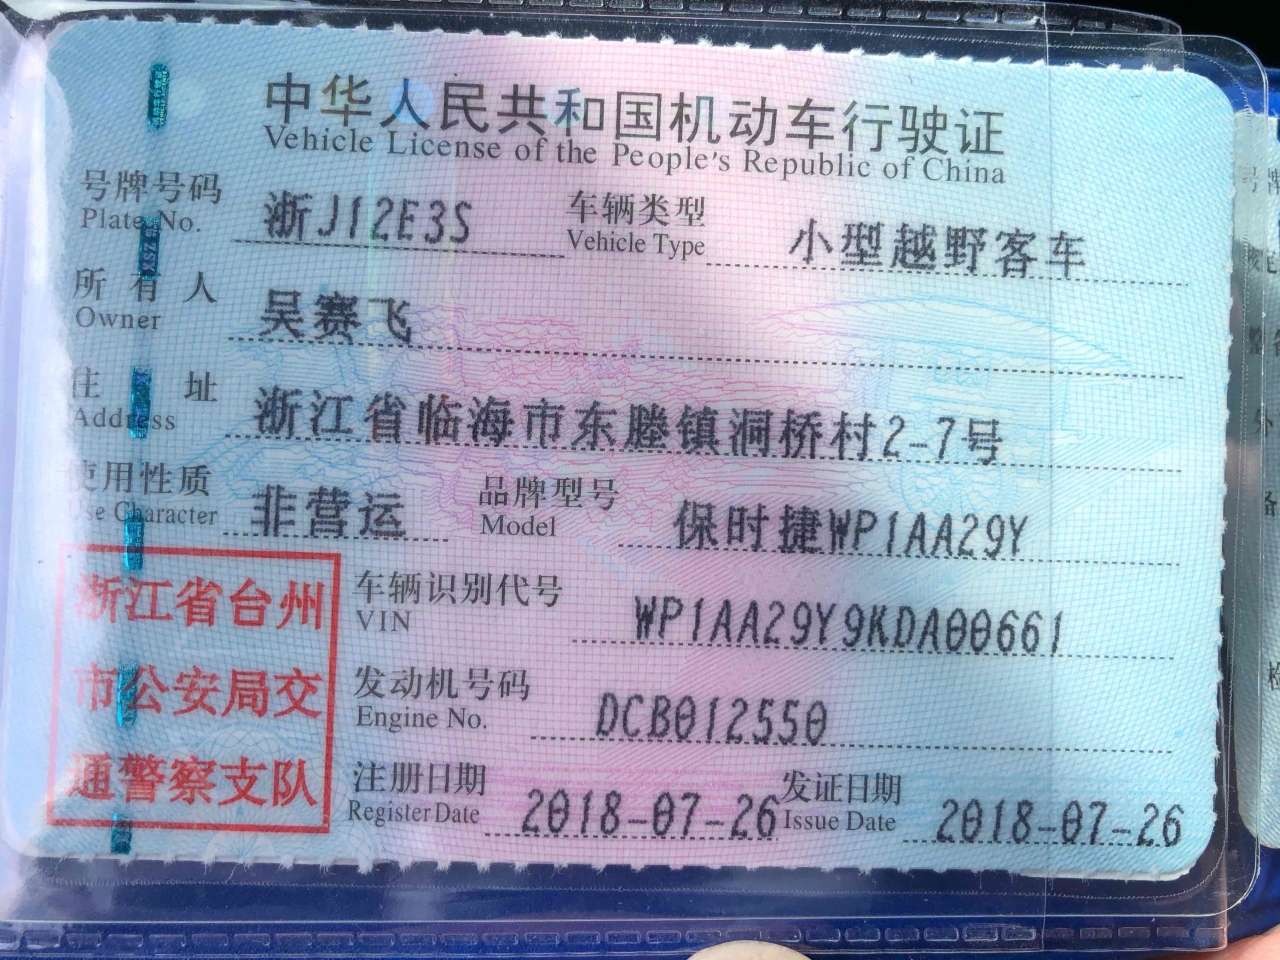 中华人民共和国机动车行驶证
Vehicle License of the People's Republic of China
号牌号码 浙J12E3S 车辆类型 小型越野客车
Plate No. Vehicle Type
所有人 吴赛飞
Owner
住址 浙江省临海市东塍镇洞桥村2-7号
Address
使用性质 非营运 品牌型号 保时捷WP1AA29Y
Use Character Model
车辆识别代号 WP1AA29Y9KDA00661
VIN
发动机号码 DCB012550
Engine No.
注册日期 2018-07-26 发证日期 2018-07-26
Register Date Issue Date
浙江省台州
市公安局交
通警察支队